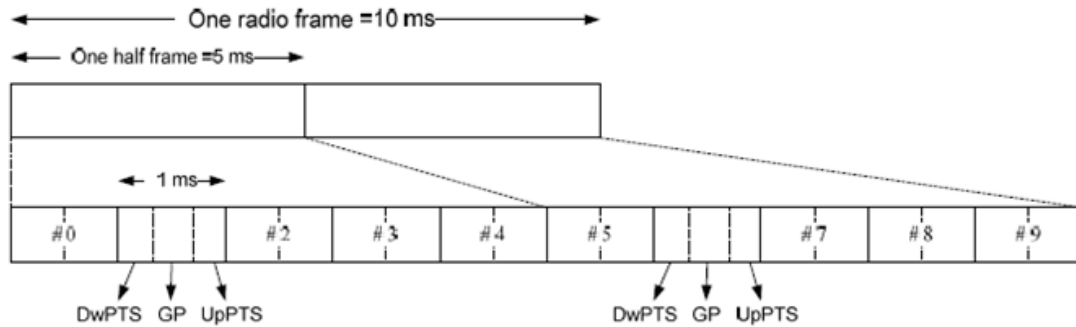 One radio frame =10 ms
One half frame =5 ms
1 ms
#0 #2 #3 #4 #5 #7 #8 #9
DwPTS GP UpPTS DwPTS GP UpPTS